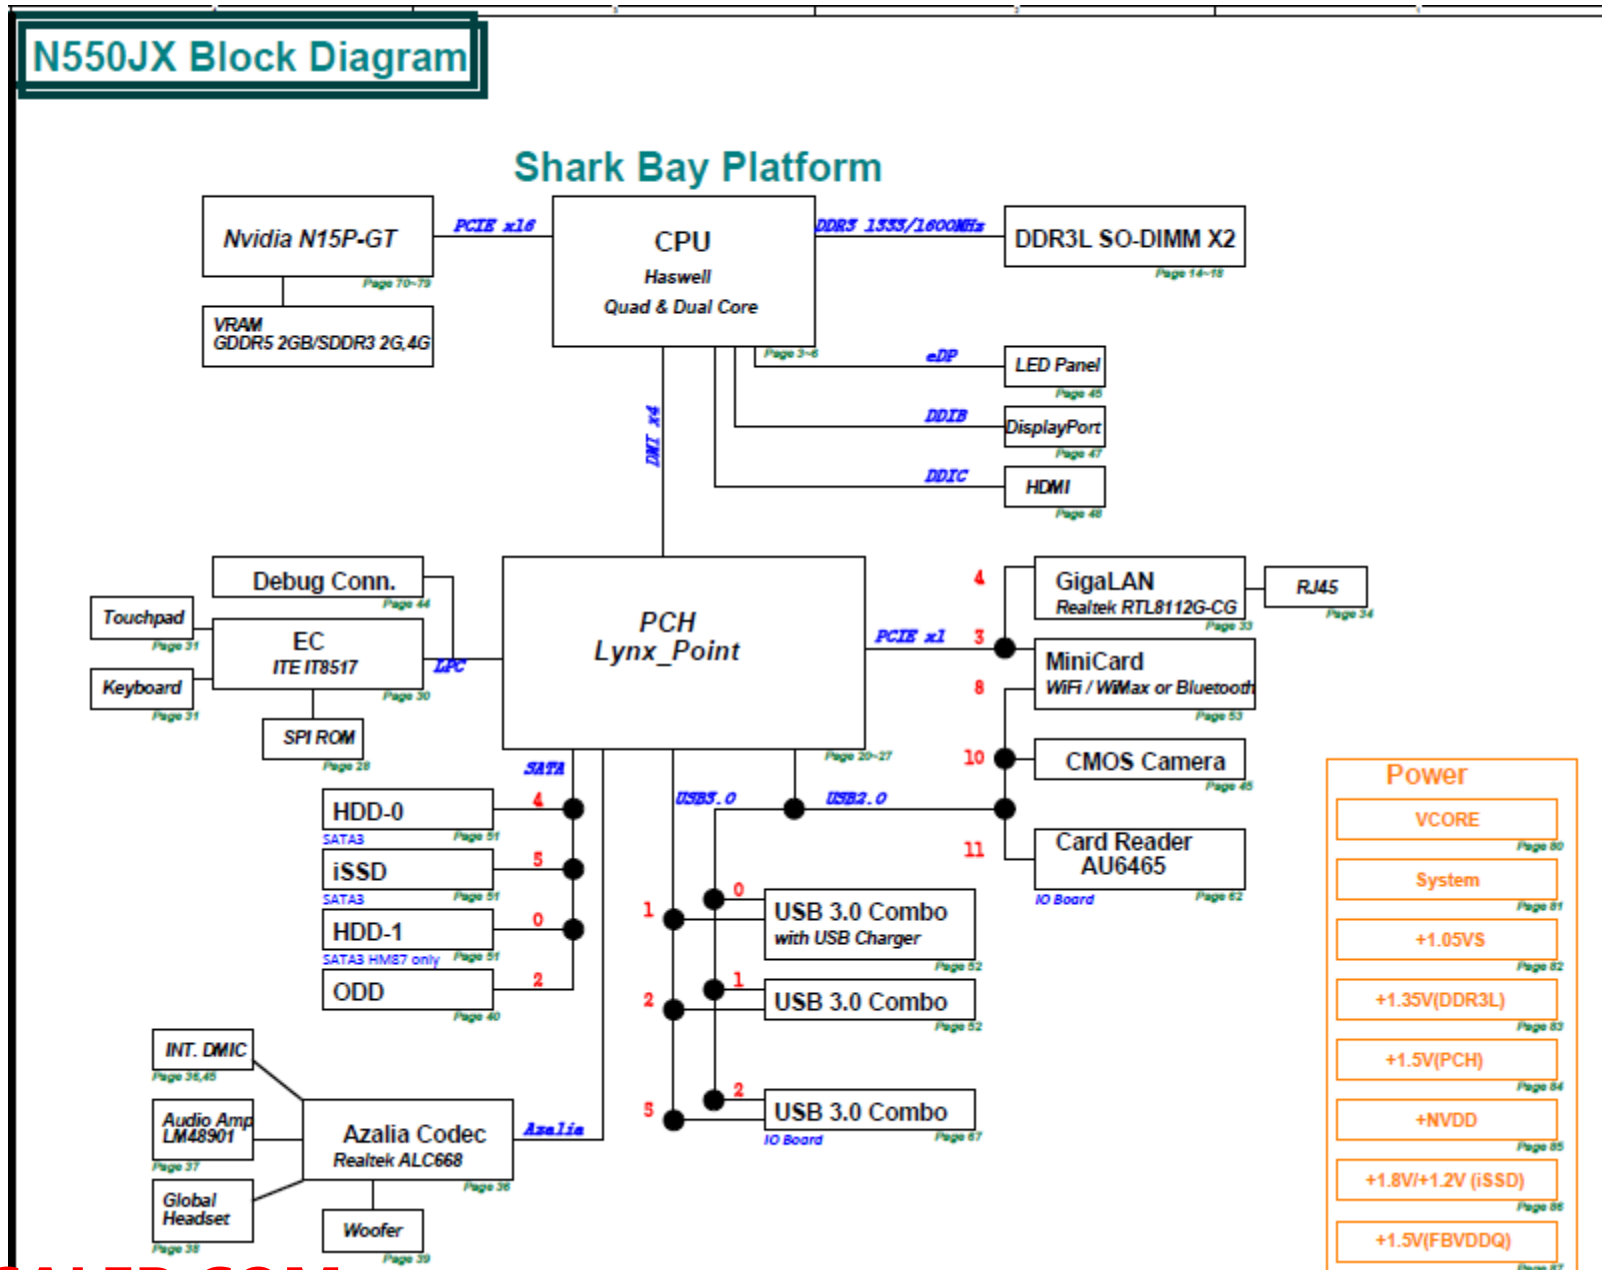 N550JX Block Diagram
Shark Bay Platform
Nvidia N15P-GT
Page 70~79
PCIE x16
CPU
Haswell
Quad & Dual Core
Page 3~6
DDR3 1333/1600MHz
DDR3L SO-DIMM X2
Page 14~18
VRAM
GDDR5 2GB/SDDR3 2G,4G
eDP
LED Panel
Page 45
DDIB
DisplayPort
Page 47
DDIC
HDMI
Page 48
DMI x4
Debug Conn.
Page 44
Touchpad
Page 31
EC
ITE IT8517
Page 30
LPC
Keyboard
Page 31
SPI ROM
Page 28
PCH
Lynx_Point
Page 20~27
PCIE x1
4
GigaLAN
Realtek RTL8112G-CG
Page 33
RJ45
Page 34
3
MiniCard
WiFi / WiMax or Bluetooth
Page 53
8
10
CMOS Camera
Page 45
11
Card Reader
AU6465
IO Board
Page 62
SATA
4
HDD-0
SATA3
Page 51
5
iSSD
SATA3
Page 51
0
HDD-1
SATA3 HM87 only
Page 51
2
ODD
Page 40
USB3.0
USB2.0
0
1
USB 3.0 Combo
with USB Charger
Page 52
1
2
USB 3.0 Combo
Page 52
2
5
USB 3.0 Combo
IO Board
Page 67
INT. DMIC
Page 36,45
Audio Amp
LM48901
Page 37
Global
Headset
Page 38
Azalia Codec
Realtek ALC668
Page 36
Azalia
Woofer
Page 39
Power
VCORE
Page 80
System
Page 81
+1.05VS
Page 82
+1.35V(DDR3L)
Page 83
+1.5V(PCH)
Page 84
+NVDD
Page 85
+1.8V/+1.2V (iSSD)
Page 86
+1.5V(FBVDDQ)
Page 87